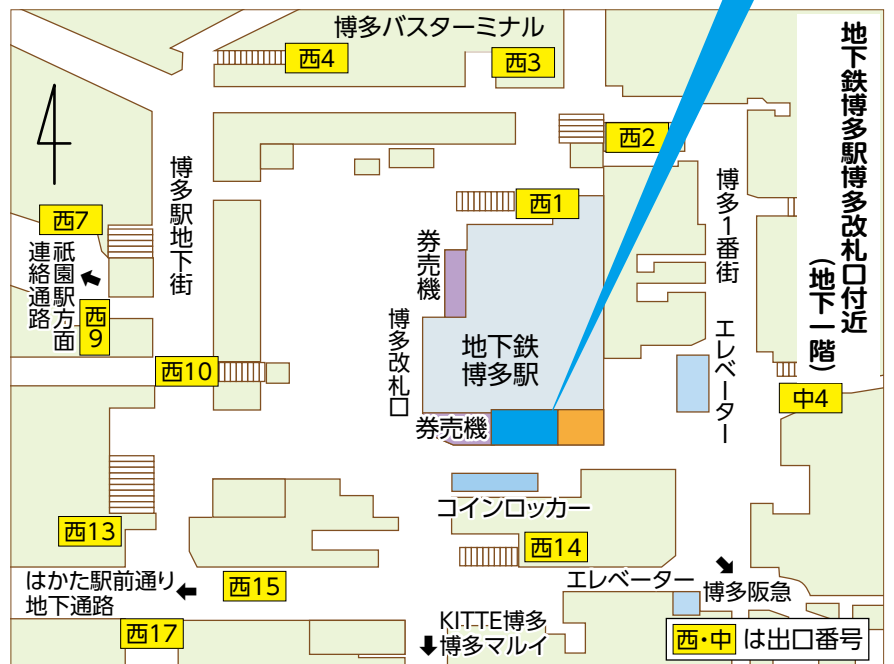 博多バスターミナル
西4
西3
地下鉄博多駅博多改札口付近
(地下一階)
西2
博多駅地下街
博多1番街
西1
西7
祇園駅方面
連絡通路
券売機
西9
博多改札口
地下鉄
博多駅
エレベーター
西10
中4
券売機
コインロッカー
西13
西14
はかた駅前通り
地下通路
西15
エレベーター
博多阪急
西17
KITTE博多
博多マルイ
西・中 は出口番号